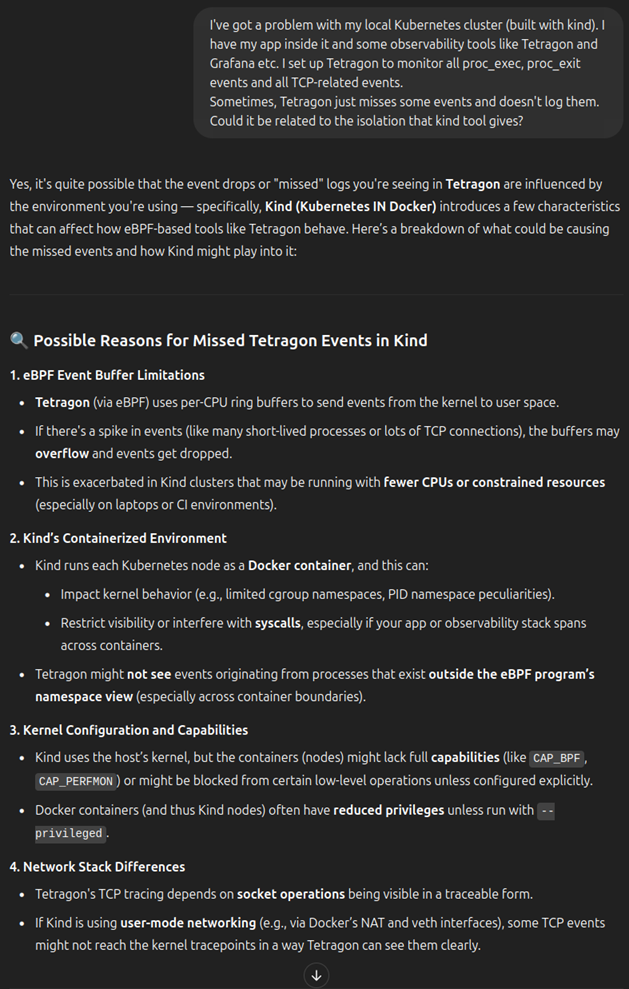 I've got a problem with my local Kubernetes cluster (built with kind). I
have my app inside it and some observability tools like Tetragon and
Grafana etc. I set up Tetragon to monitor all proc_exec, proc_exit
events and all TCP-related events.
Sometimes, Tetragon just misses some events and doesn't log them.
Could it be related to the isolation that kind tool gives?
Yes, it's quite possible that the event drops or "missed" logs you're seeing in Tetragon are influenced by
the environment you're using — specifically, Kind (Kubernetes IN Docker) introduces a few characteristics
that can affect how eBPF-based tools like Tetragon behave. Here's a breakdown of what could be causing
the missed events and how Kind might play into it:
🔍 Possible Reasons for Missed Tetragon Events in Kind
1. eBPF Event Buffer Limitations
• Tetragon (via eBPF) uses per-CPU ring buffers to send events from the kernel to user space.
• If there's a spike in events (like many short-lived processes or lots of TCP connections), the buffers may
overflow and events get dropped.
• This is exacerbated in Kind clusters that may be running with fewer CPUs or constrained resources
(especially on laptops or CI environments).
2. Kind's Containerized Environment
• Kind runs each Kubernetes node as a Docker container, and this can:
• Impact kernel behavior (e.g., limited cgroup namespaces, PID namespace peculiarities).
• Restrict visibility or interfere with syscalls, especially if your app or observability stack spans
across containers.
• Tetragon might not see events originating from processes that exist outside the eBPF program's
namespace view (especially across container boundaries).
3. Kernel Configuration and Capabilities
• Kind uses the host's kernel, but the containers (nodes) might lack full capabilities (like CAP_BPF,
CAP_PERFMON) or might be blocked from certain low-level operations unless configured explicitly.
• Docker containers (and thus Kind nodes) often have reduced privileges unless run with --
privileged.
4. Network Stack Differences
• Tetragon's TCP tracing depends on socket operations being visible in a traceable form.
• If Kind is using user-mode networking (e.g., via Docker's NAT and veth interfaces), some TCP events
might not reach the kernel tracepoints in a way Tetragon can see them clearly.